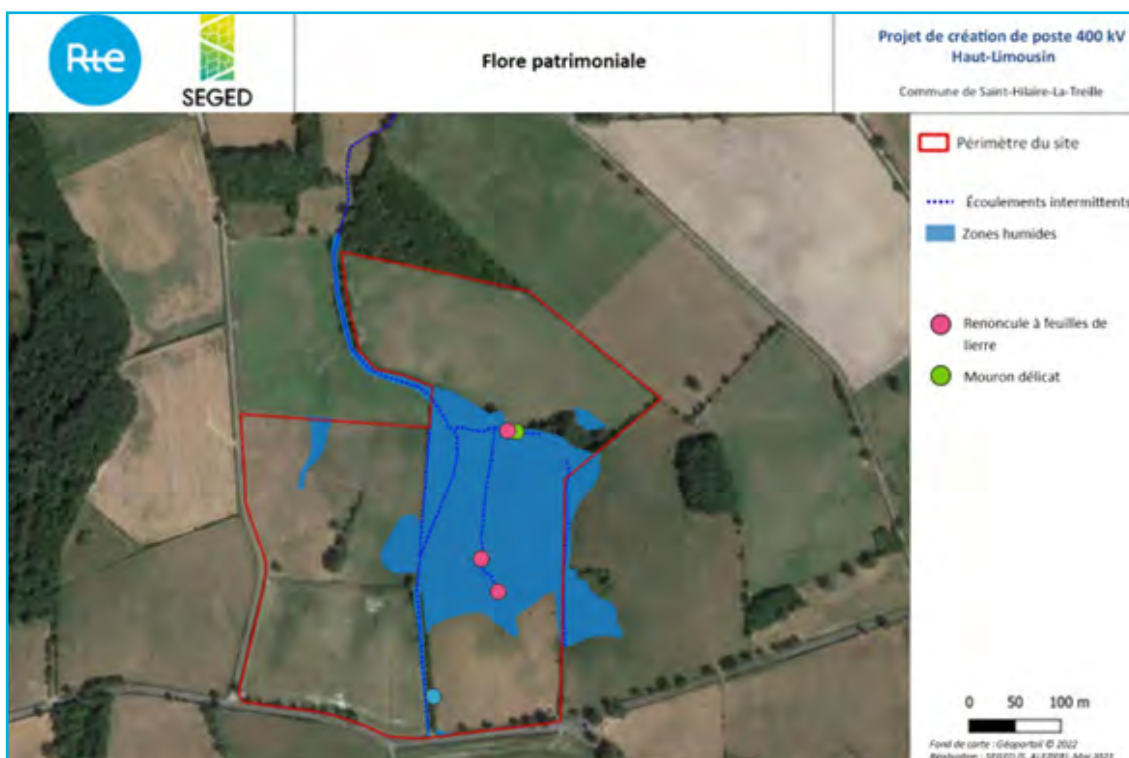 Rte
SEGED
Flore patrimoniale
Projet de création de poste 400 kV
Haut-Limousin
Commune de Saint-Hilaire-La-Treille
Périmètre du site
Écoulements intermittents
Zones humides
Renoncule à feuilles de
lierre
Mouron délicat
0 50 100 m
Fond de carte : Géoportail © 2022
Réalisation : SEGED